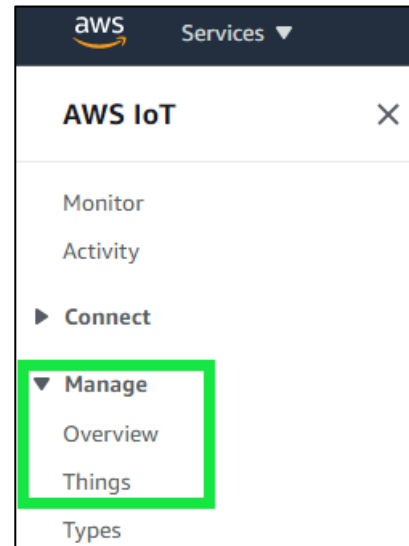 aws Services ▼
AWS IoT ×
Monitor
Activity
▶ Connect
▼ Manage
Overview
Things
Types